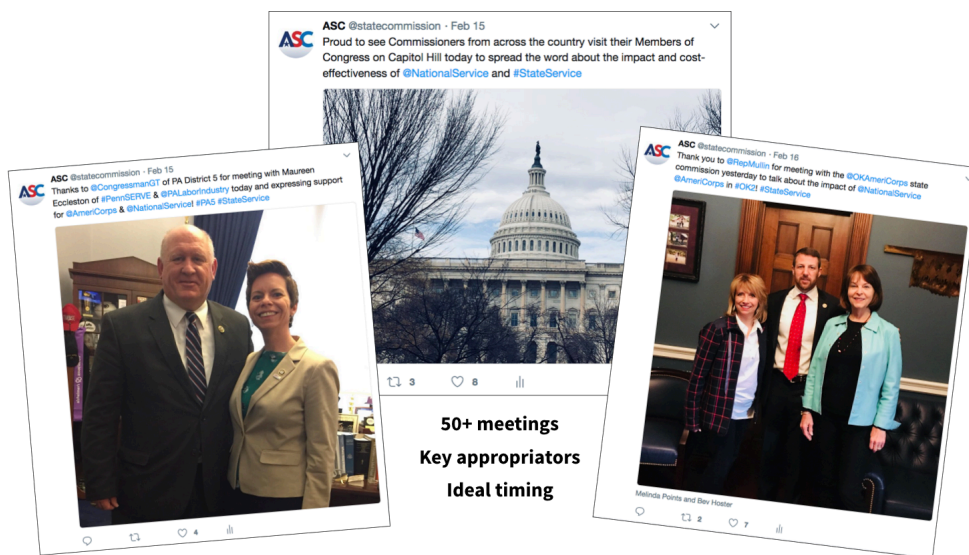 ASC @statecommission · Feb 15
Proud to see Commissioners from across the country visit their Members of
Congress on Capitol Hill today to spread the word about the impact and cost-
effectiveness of @NationalService and #StateService
ASC
3
8
ASC @statecommission · Feb 15
Thanks to @CongressmanGT of PA District 5 for meeting with Maureen
Eccleston of #PennSERVE & @PALaborIndustry today and expressing support
for @AmeriCorps & @NationalService! #PA5 #StateService
ASC
4
ASC @statecommission · Feb 16
Thank you to @RepMullin for meeting with the @OKAmeriCorps state
commission yesterday to talk about the impact of @NationalService
@AmeriCorps in #OK2! #StateService
ASC
Melinda Points and Bev Hoster
2
7
50+ meetings
Key appropriators
Ideal timing